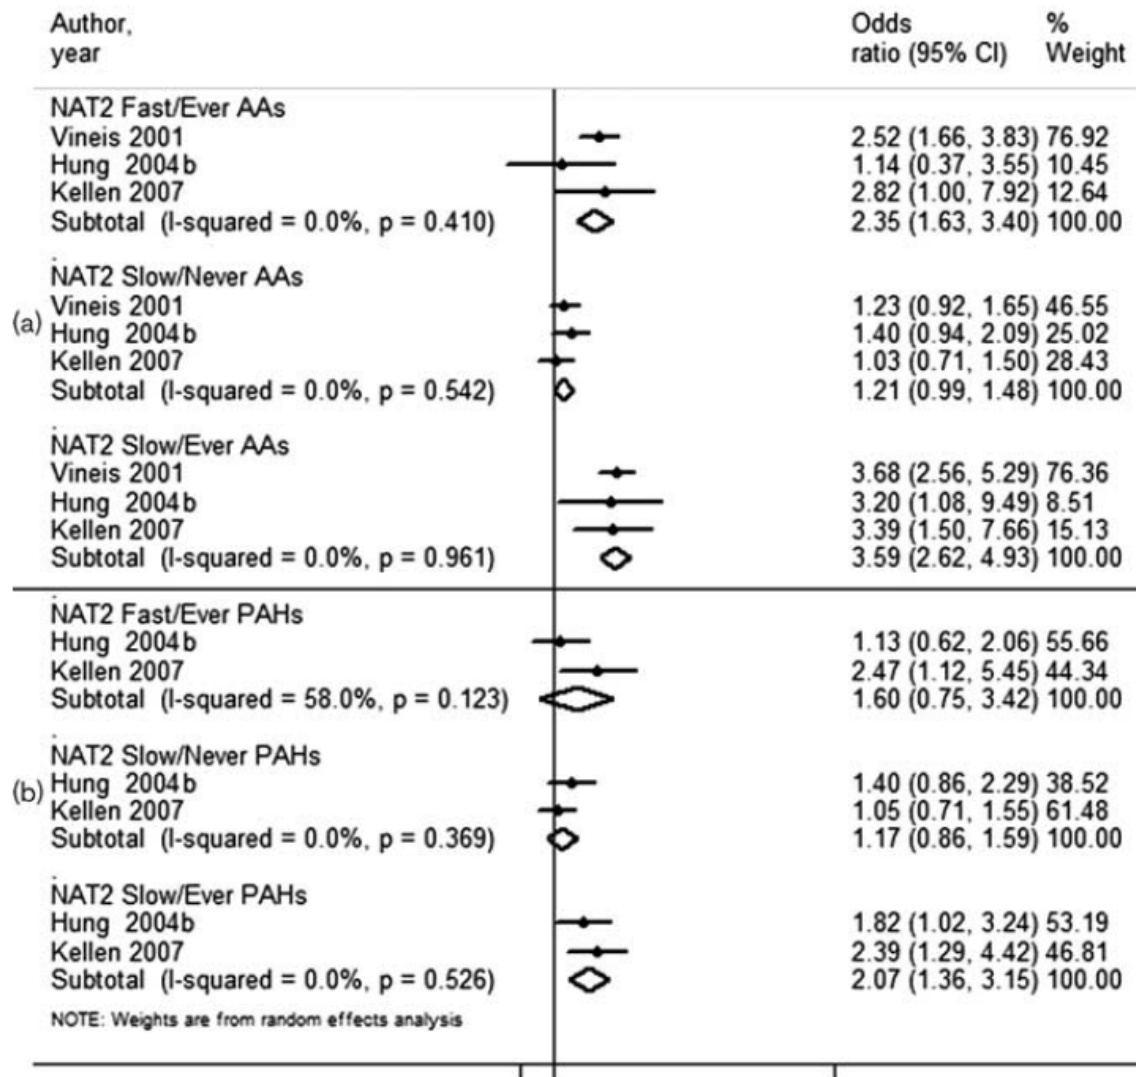 Author, year Odds ratio (95% CI) % Weight
NAT2 Fast/Ever AAs
Vineis 2001 2.52 (1.66, 3.83) 76.92
Hung 2004b 1.14 (0.37, 3.55) 10.45
Kellen 2007 2.82 (1.00, 7.92) 12.64
Subtotal (I-squared = 0.0%, p = 0.410) 2.35 (1.63, 3.40) 100.00
.
NAT2 Slow/Never AAs
Vineis 2001 1.23 (0.92, 1.65) 46.55
(a)
Hung 2004b 1.40 (0.94, 2.09) 25.02
Kellen 2007 1.03 (0.71, 1.50) 28.43
Subtotal (I-squared = 0.0%, p = 0.542) 1.21 (0.99, 1.48) 100.00
.
NAT2 Slow/Ever AAs
Vineis 2001 3.68 (2.56, 5.29) 76.36
Hung 2004b 3.20 (1.08, 9.49) 8.51
Kellen 2007 3.39 (1.50, 7.66) 15.13
Subtotal (I-squared = 0.0%, p = 0.961) 3.59 (2.62, 4.93) 100.00
.
NAT2 Fast/Ever PAHs
Hung 2004b 1.13 (0.62, 2.06) 55.66
Kellen 2007 2.47 (1.12, 5.45) 44.34
Subtotal (I-squared = 58.0%, p = 0.123) 1.60 (0.75, 3.42) 100.00
.
NAT2 Slow/Never PAHs
Hung 2004b 1.40 (0.86, 2.29) 38.52
(b)
Kellen 2007 1.05 (0.71, 1.55) 61.48
Subtotal (I-squared = 0.0%, p = 0.369) 1.17 (0.86, 1.59) 100.00
.
NAT2 Slow/Ever PAHs
Hung 2004b 1.82 (1.02, 3.24) 53.19
Kellen 2007 2.39 (1.29, 4.42) 46.81
Subtotal (I-squared = 0.0%, p = 0.526) 2.07 (1.36, 3.15) 100.00
NOTE: Weights are from random effects analysis